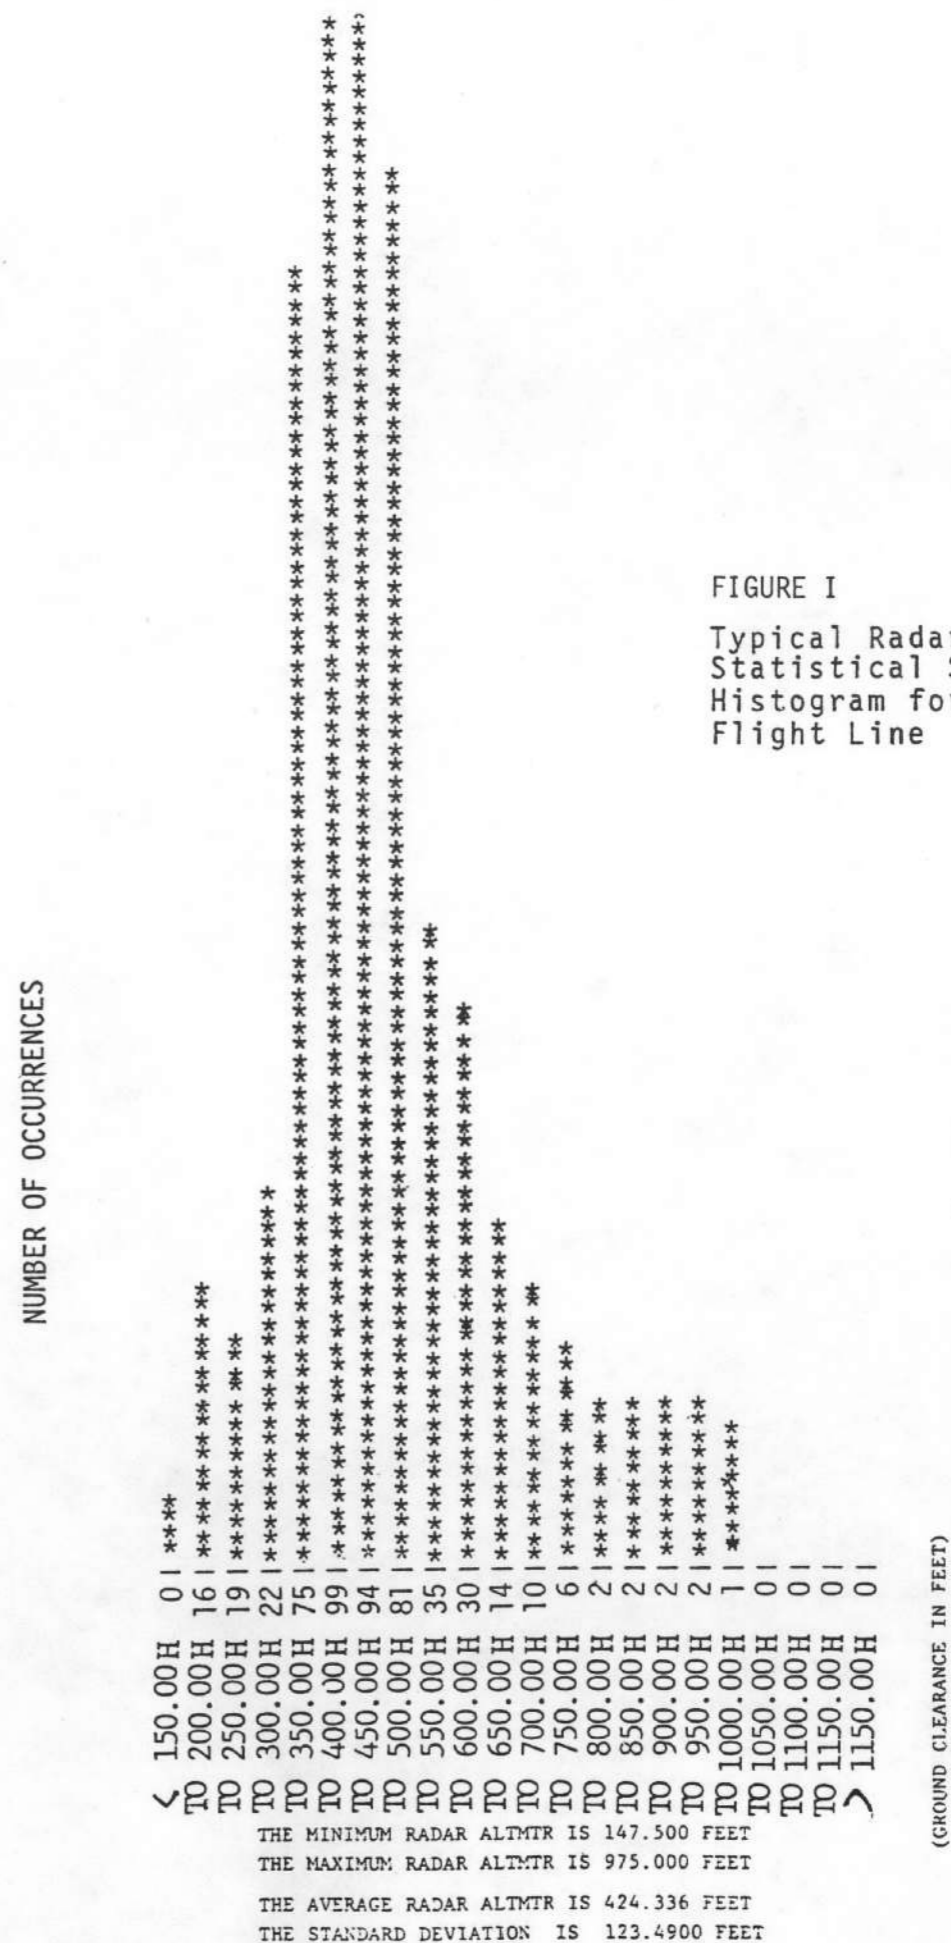 NUMBER OF OCCURRENCES
< 150.00H 0|
TO 200.00H 16|
TO 250.00H 19|
TO 300.00H 22|
TO 350.00H 75|
TO 400.00H 99|
TO 450.00H 94|
TO 500.00H 81|
TO 550.00H 35|
TO 600.00H 30|
TO 650.00H 14|
TO 700.00H 10|
TO 750.00H 6|
TO 800.00H 2|
TO 850.00H 2|
TO 900.00H 2|
TO 950.00H 2|
TO 1000.00H 1|
TO 1050.00H 0|
TO 1100.00H 0|
TO 1150.00H 0|
> 1150.00H 0|
(GROUND CLEARANCE IN FEET)
FIGURE I
Typical Radar
Statistical
Histogram for
Flight Line
THE MINIMUM RADAR ALTMTR IS 147.500 FEET
THE MAXIMUM RADAR ALTMTR IS 975.000 FEET
THE AVERAGE RADAR ALTMTR IS 424.336 FEET
THE STANDARD DEVIATION IS 123.4900 FEET